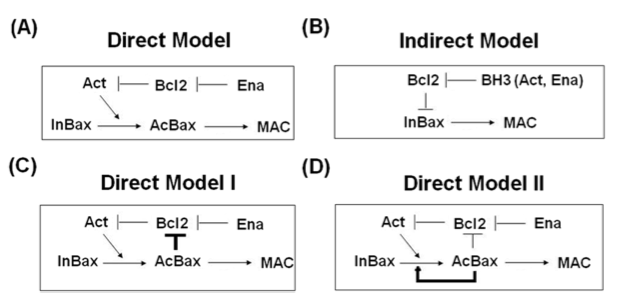 (A) Direct Model
Act Bcl2 Ena
InBax AcBax MAC
(B) Indirect Model
Bcl2 BH3 (Act, Ena)
InBax MAC
(C) Direct Model I
Act Bcl2 Ena
InBax AcBax MAC
(D) Direct Model II
Act Bcl2 Ena
InBax AcBax MAC